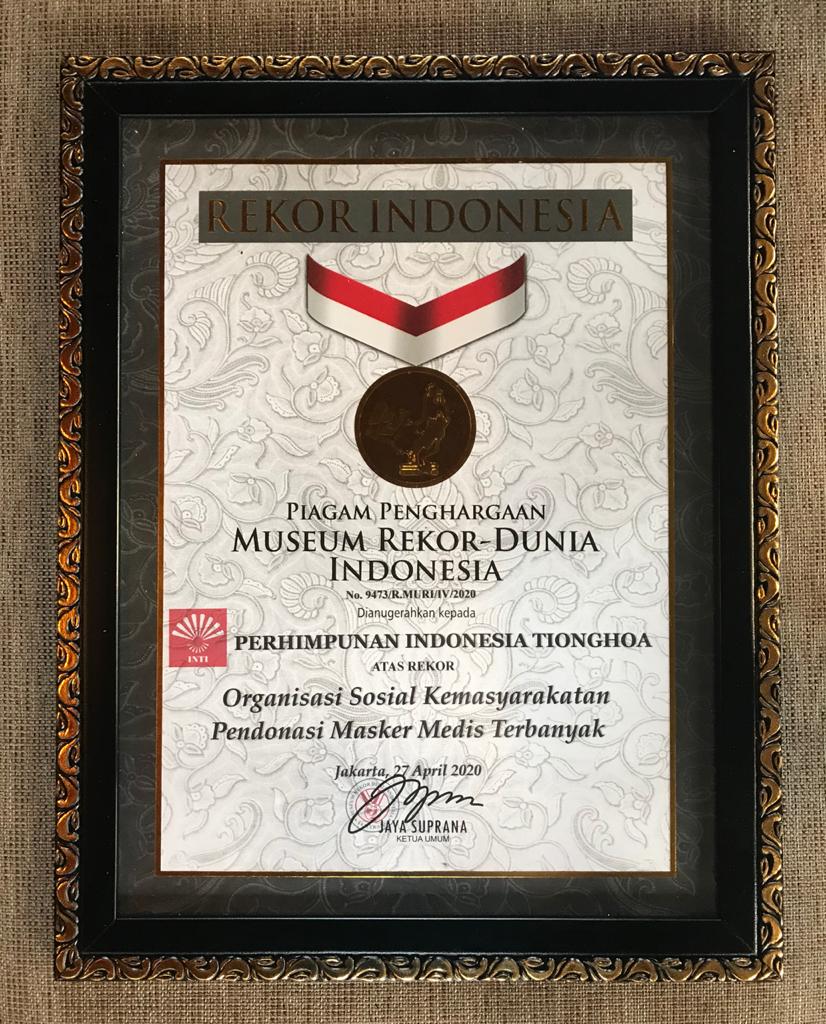 REKOR INDONESIA
PIAGAM PENGHARGAAN
MUSEUM REKOR-DUNIA
INDONESIA
No. 9473/R.MURI/IV/2020
Dianugerahkan kepada
INTI
PERHIMPUNAN INDONESIA TIONGHOA
ATAS REKOR
Organisasi Sosial Kemasyarakatan
Pendonasi Masker Medis Terbanyak
Jakarta, 27 April 2020
JAYA SUPRANA
KETUA UMUM